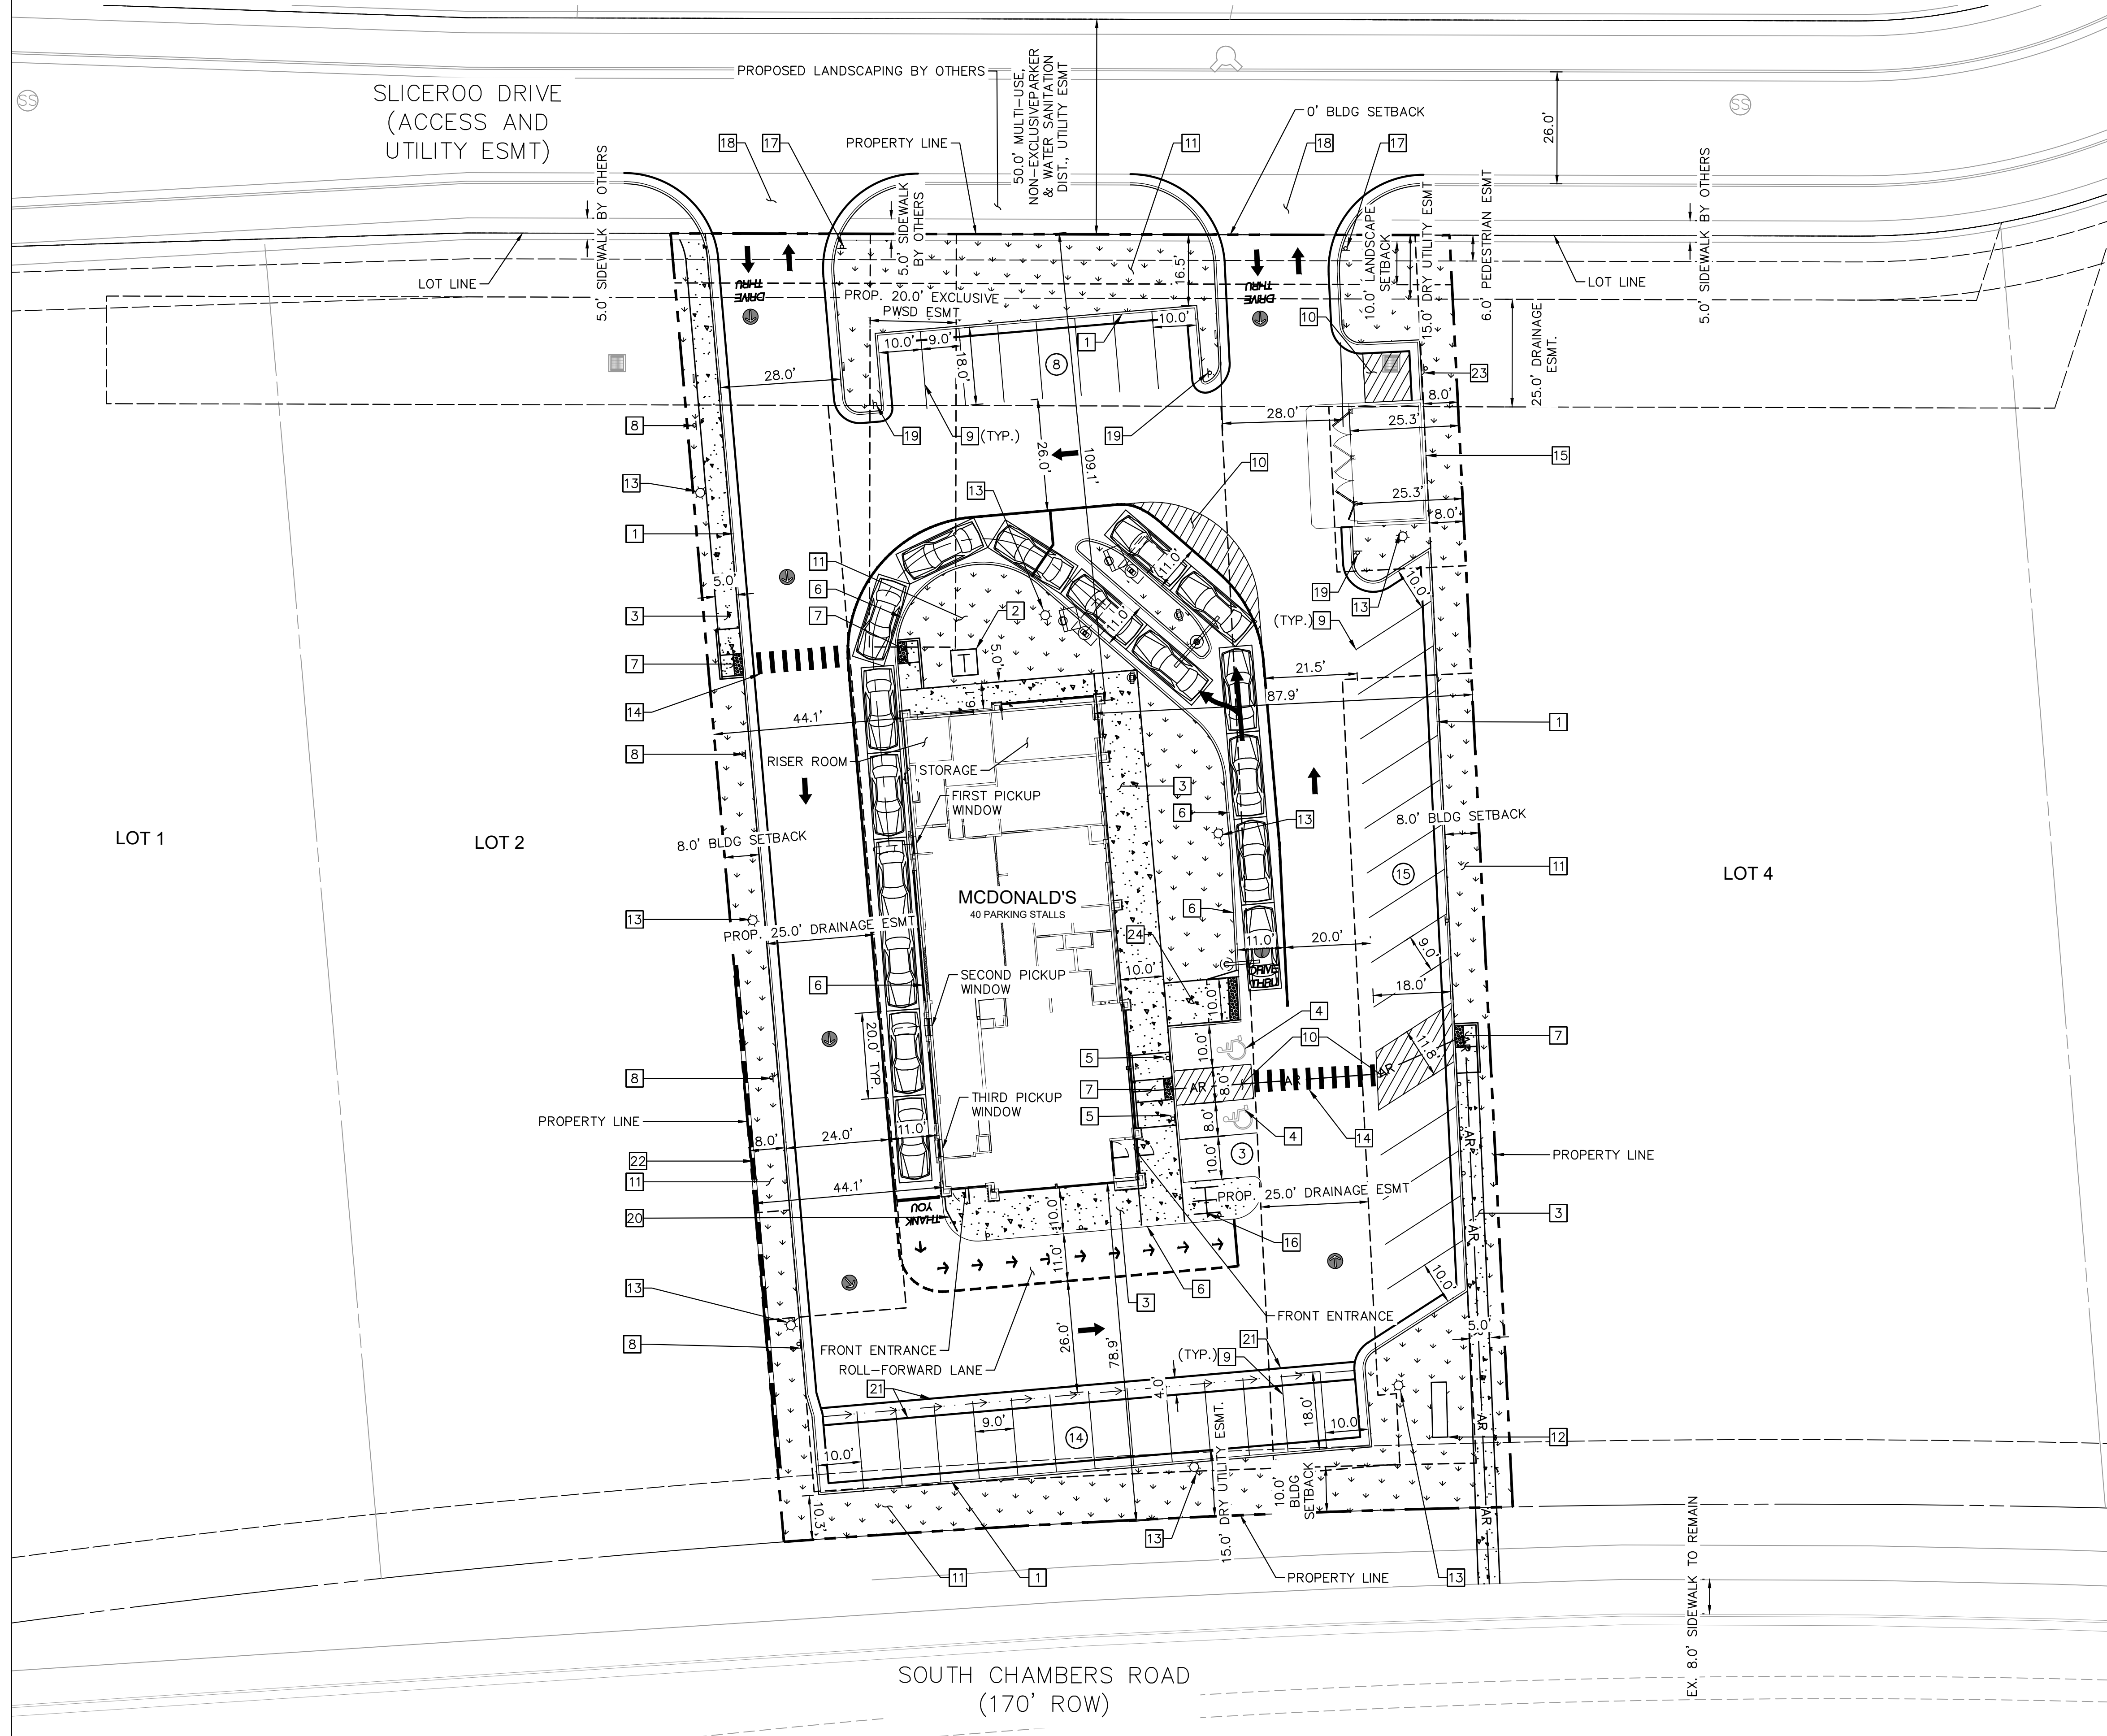 PROPOSED LANDSCAPING BY OTHERS
50.0' MULTI-USE,
NON-EXCLUSIVEPARKER
& WATER SANITATION
DIST., UTILITY ESMT
SLICEROO DRIVE
(ACCESS AND
UTILITY ESMT)
SS
SS
26.0'
0' BLDG SETBACK
18
17
PROPERTY LINE
11
18
17
5.0' SIDEWALK BY OTHERS
5.0' SIDEWALK
BY OTHERS
10.0' LANDSCAPE
SETBACK
15.0' DRY UTILITY ESMT
6.0' PEDESTRIAN ESMT
5.0' SIDEWALK BY OTHERS
LOT LINE
LOT LINE
DRIVE
THRU
DRIVE
THRU
16.5'
PROP. 20.0' EXCLUSIVE
PWSD ESMT
10.0'
10.0'
9.0'
18.0'
1
8
10
23
25.0' DRAINAGE
ESMT.
28.0'
28.0'
8.0'
25.3'
8
19
9 (TYP.)
19
26.0'
109.1'
10
15
13
13
25.3'
8.0'
1
11
6
7
2
11.0'
11.0'
19
13
10.0'
(TYP.) 9
5.0'
3
7
14
5.0'
9.1'
21.5'
87.9'
44.1'
1
8
RISER ROOM
STORAGE
FIRST PICKUP
WINDOW
3
6
13
8.0' BLDG SETBACK
8.0' BLDG SETBACK
LOT 1
LOT 2
LOT 4
15
11
MCDONALD'S
40 PARKING STALLS
6
13
PROP. 25.0' DRAINAGE ESMT
24
11.0'
20.0'
9.0'
SECOND PICKUP
WINDOW
6
10.0'
10.0'
DRIVE
THRU
18.0'
20.0' TYP.
4
10
7
5
10.0'
11.8'
8
7
AR
8.0'
AR
AR
AR
THIRD PICKUP
WINDOW
5
8.0'
4
14
PROPERTY LINE
8.0'
24.0'
11.0'
10.0'
3
AR
PROPERTY LINE
22
11
44.1'
PROP. 25.0' DRAINAGE ESMT
20
THANK
YOU
10.0'
3
16
AR
11.0'
13
6
3
10.0'
FRONT ENTRANCE
5.0'
8
26.0'
78.9'
FRONT ENTRANCE
ROLL-FORWARD LANE
21
(TYP.) 9
21
4.0'
9.0'
14
18.0'
10.0'
10.0'
AR
12
15.0' DRY UTILITY ESMT.
10.0'
BLDG
SETBACK
10.3'
13
AR
11
1
PROPERTY LINE
13
EX. 8.0' SIDEWALK TO REMAIN
SOUTH CHAMBERS ROAD
(170' ROW)